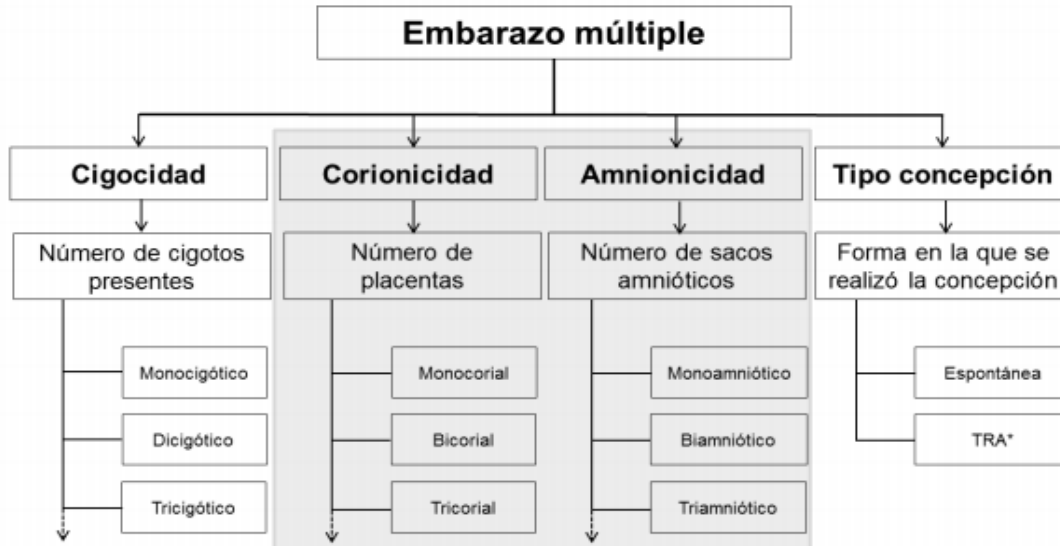 Embarazo múltiple
Cigocidad
Corionicidad
Amnionicidad
Tipo concepción
Número de cigotos
presentes
Número de
placentas
Número de sacos
amnióticos
Forma en la que se
realizó la concepción
Monocigótico
Dicigótico
Tricigótico
Monocorial
Bicorial
Tricorial
Monoamniótico
Biamniótico
Triamniótico
Espontánea
TRA*